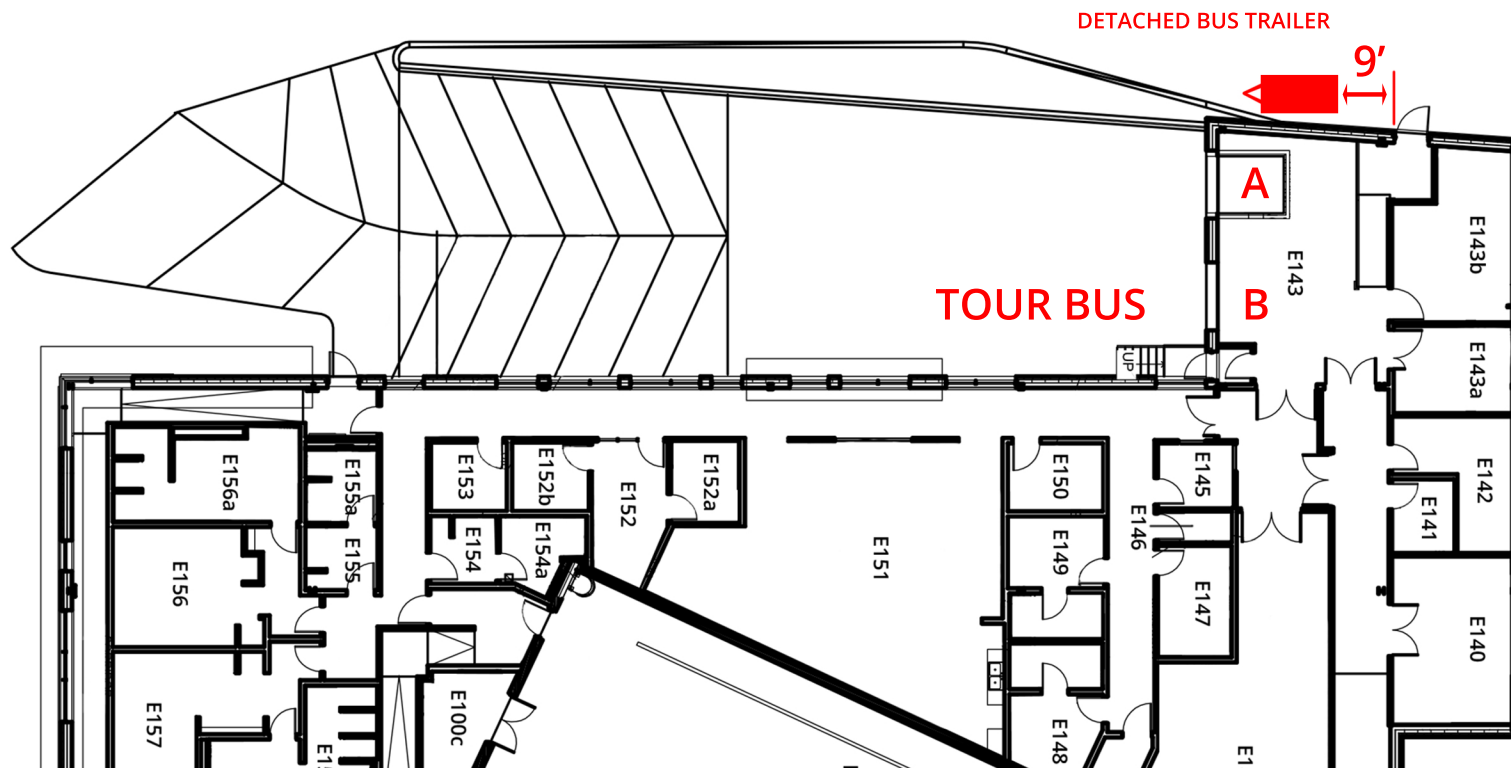 DETACHED BUS TRAILER
9’
A
E143
E143b
TOUR BUS
B
UP
E143a
E156a
E155a
E153
E152b
E152
E152a
E150
E145
E142
E141
E146
E154
E154a
E155
E151
E149
E156
E147
E140
E157
E100c
E148